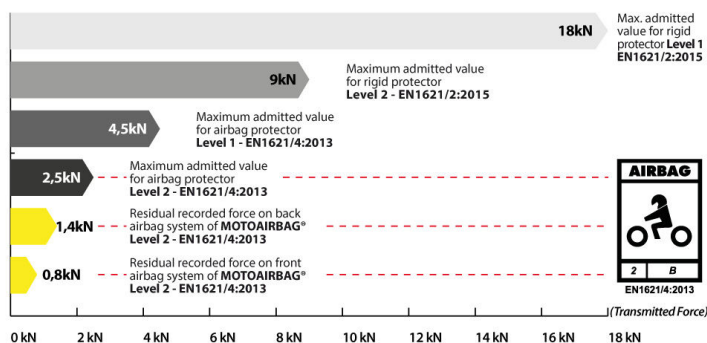 18kN
Max. admitted
value for rigid
protector Level 1
EN1621/2:2015
9kN
Maximum admitted value
for rigid protector
Level 2 - EN1621/2:2015
4,5kN
Maximum admitted value
for airbag protector
Level 1 - EN1621/4:2013
2,5kN
Maximum admitted value
for airbag protector
Level 2 - EN1621/4:2013
1,4kN
Residual recorded force on back
airbag system of MOTOAIRBAG®
Level 2 - EN1621/4:2013
0,8kN
Residual recorded force on front
airbag system of MOTOAIRBAG®
Level 2 - EN1621/4:2013
AIRBAG
2 B
EN1621/4:2013
(Transmitted Force)
0 kN 2 kN 4 kN 6 kN 8 kN 10 kN 12 kN 14 kN 16 kN 18 kN